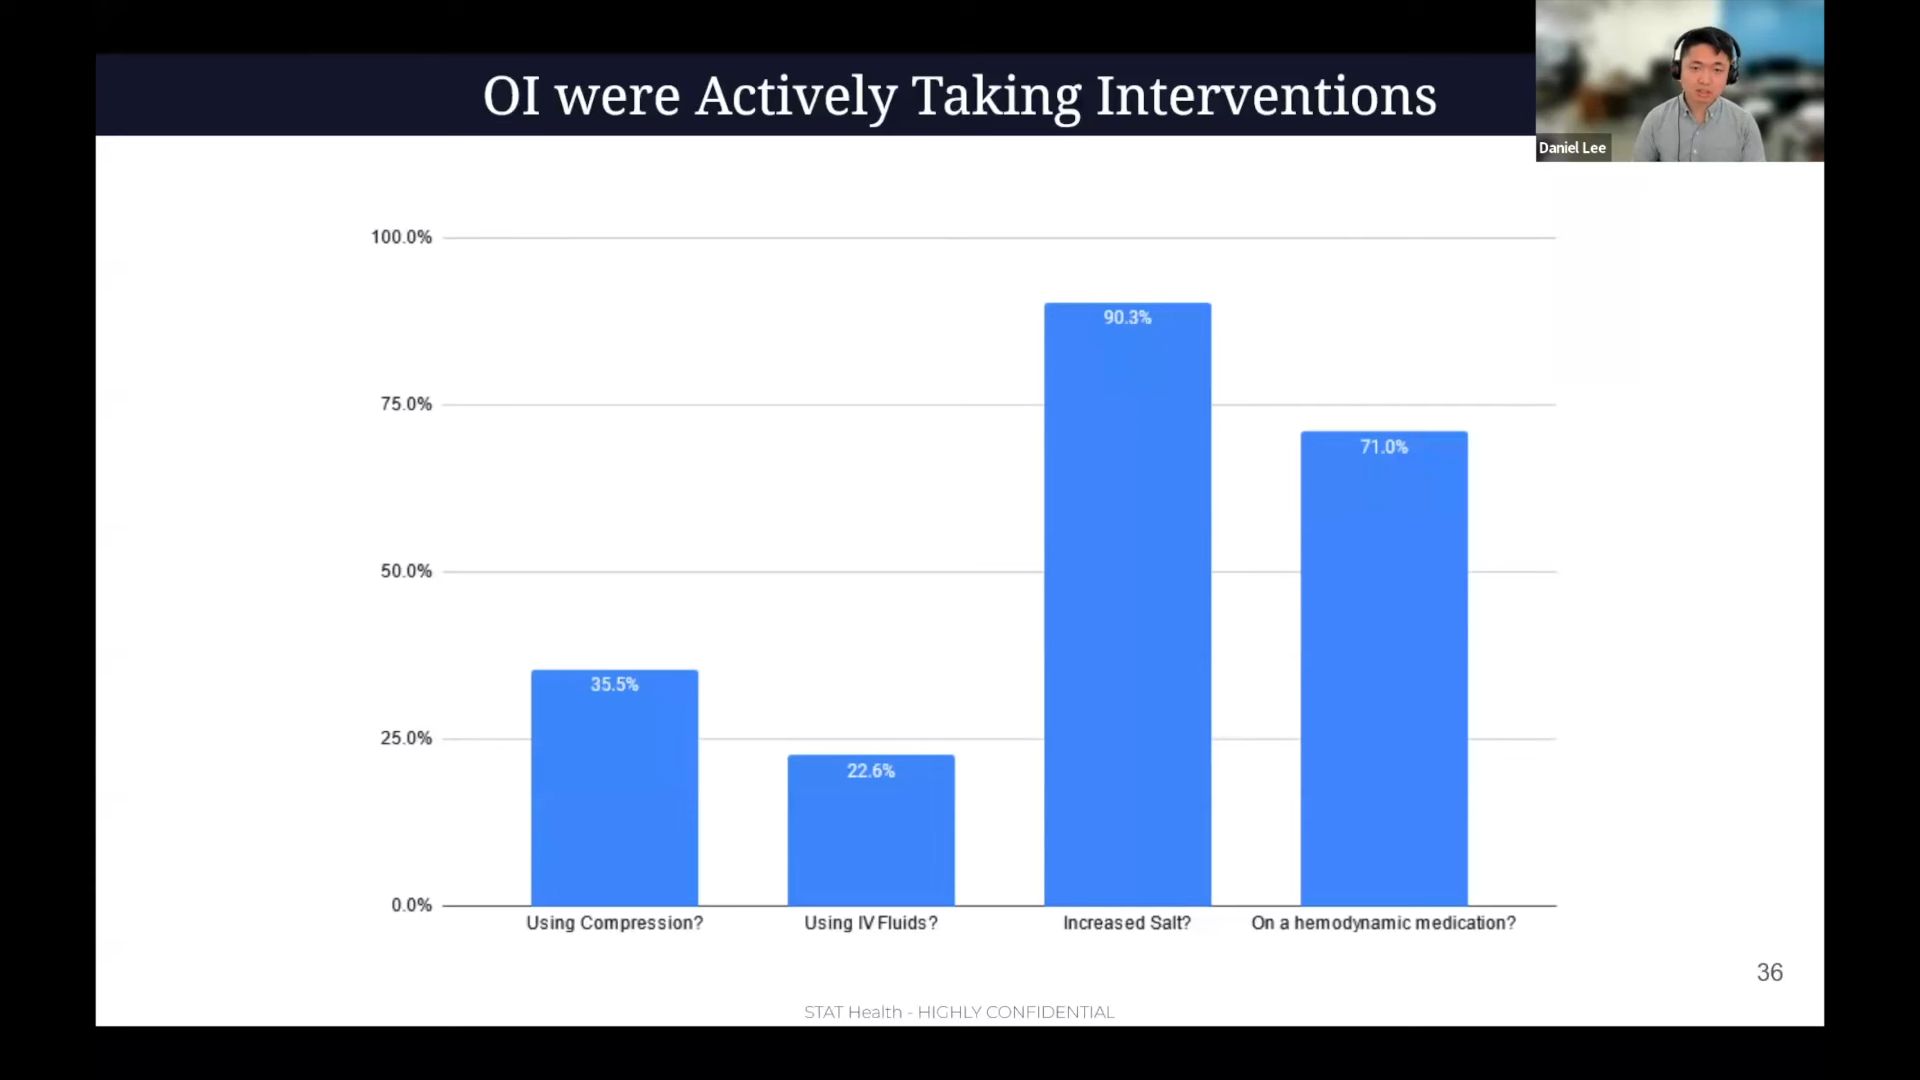 OI were Actively Taking Interventions
Daniel Lee
100.0%
75.0%
50.0%
25.0%
0.0%
35.5%
22.6%
90.3%
71.0%
Using Compression?
Using IV Fluids?
Increased Salt?
On a hemodynamic medication?
36
STAT Health - HIGHLY CONFIDENTIAL